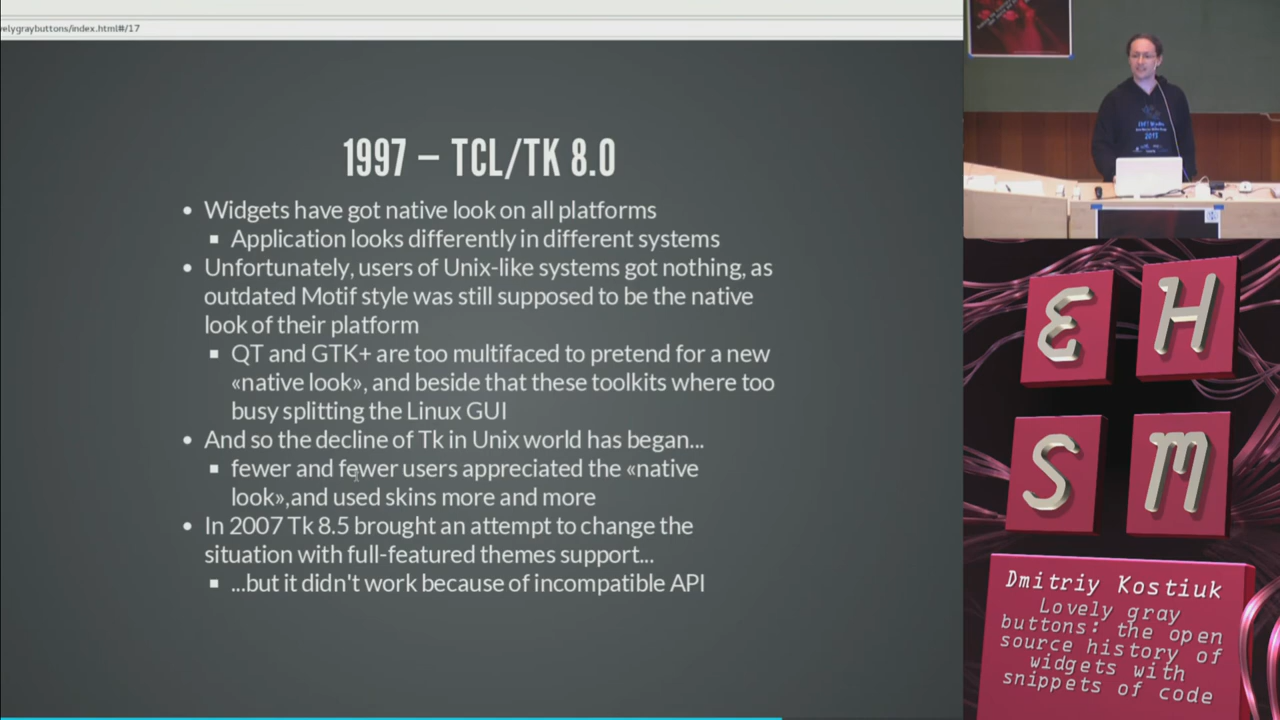 elygraybuttons/index.html#/17
1997 – TCL/TK 8.0
• Widgets have got native look on all platforms
▪ Application looks differently in different systems
• Unfortunately, users of Unix-like systems got nothing, as
outdated Motif style was still supposed to be the native
look of their platform
▪ QT and GTK+ are too multifaced to pretend for a new
«native look», and beside that these toolkits where too
busy splitting the Linux GUI
• And so the decline of Tk in Unix world has began...
▪ fewer and fewer users appreciated the «native
look»,and used skins more and more
• In 2007 Tk 8.5 brought an attempt to change the
situation with full-featured themes support...
▪ ...but it didn't work because of incompatible API
2013
E H
S M
Dmitriy Kostiuk
Lovely gray
buttons: the open
source history of
widgets with
snippets of code